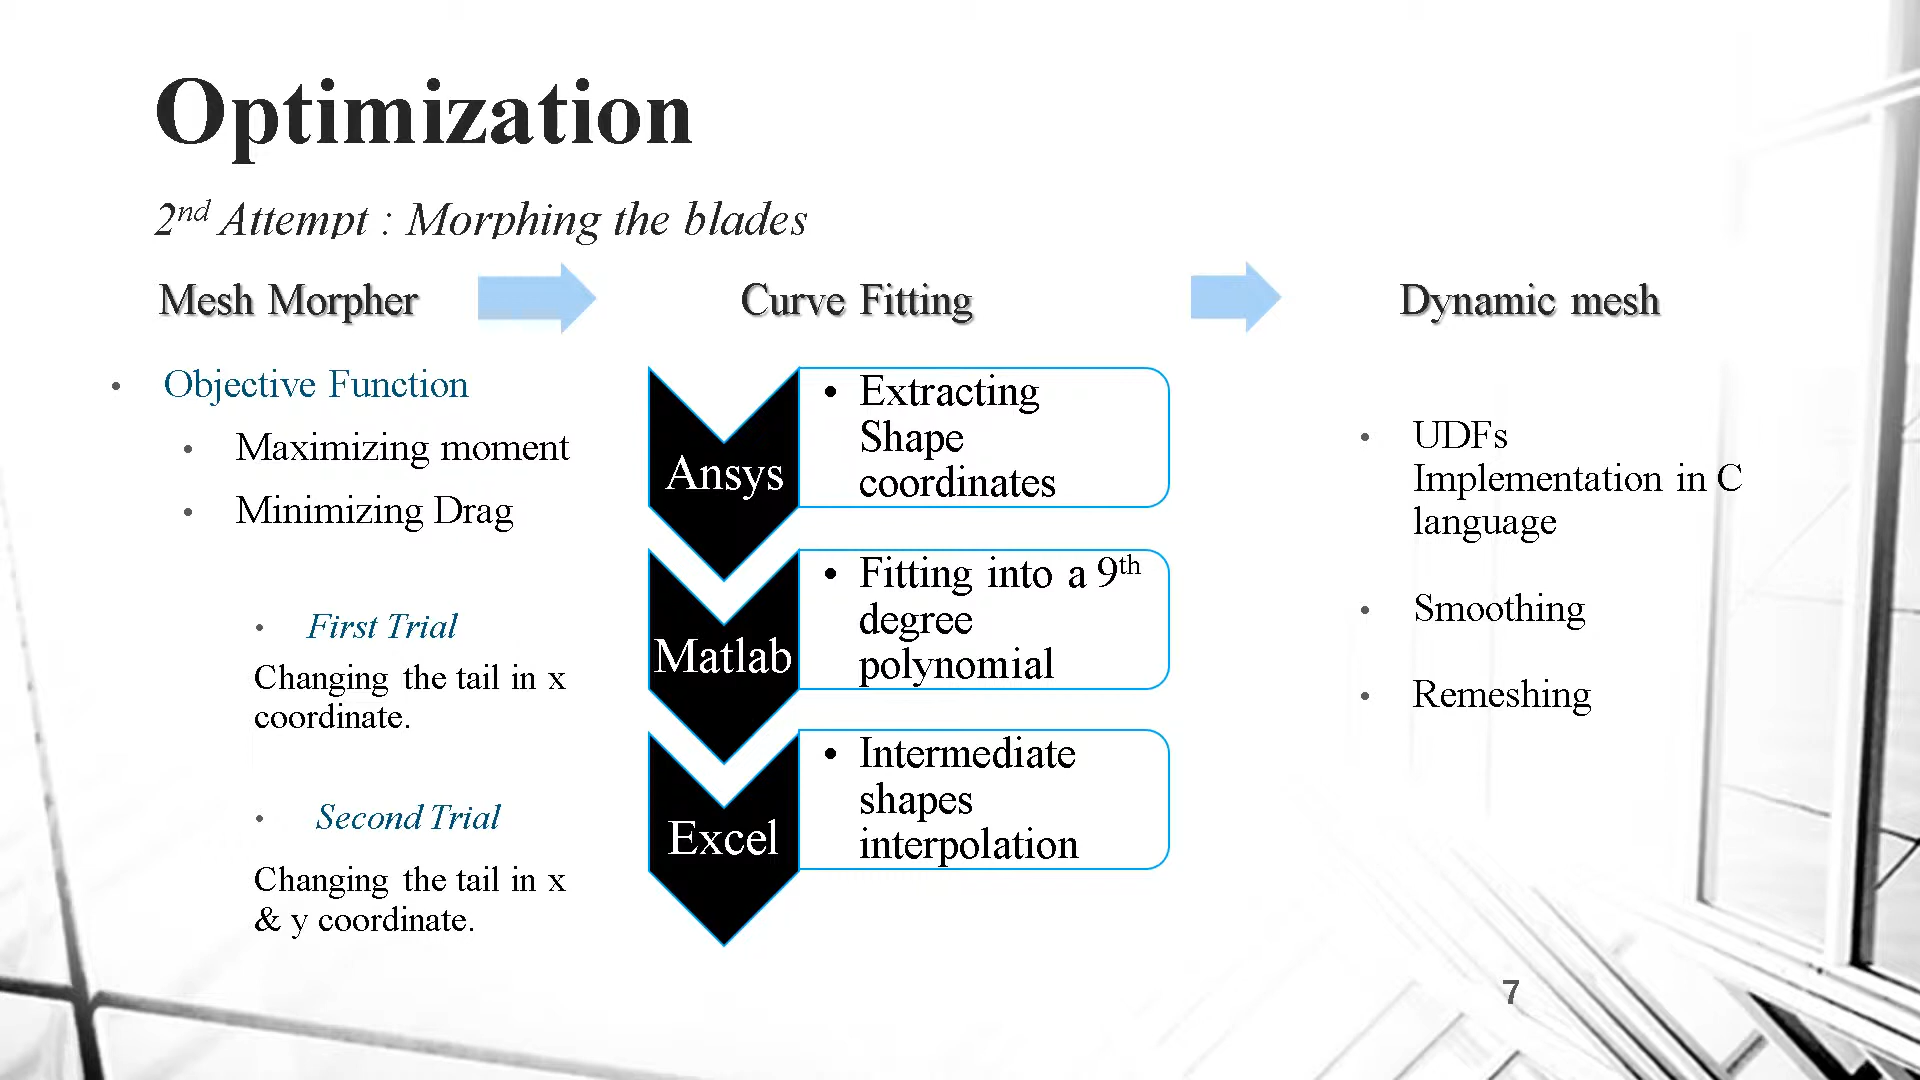 Optimization
2nd Attempt : Morphing the blades
Mesh Morpher
Curve Fitting
Dynamic mesh
• Objective Function
• Maximizing moment
• Minimizing Drag
• First Trial
Changing the tail in x
coordinate.
• Second Trial
Changing the tail in x
& y coordinate.
Ansys
• Extracting
Shape
coordinates
Matlab
• Fitting into a 9th
degree
polynomial
Excel
• Intermediate
shapes
interpolation
• UDFs
Implementation in C
language
• Smoothing
• Remeshing
7